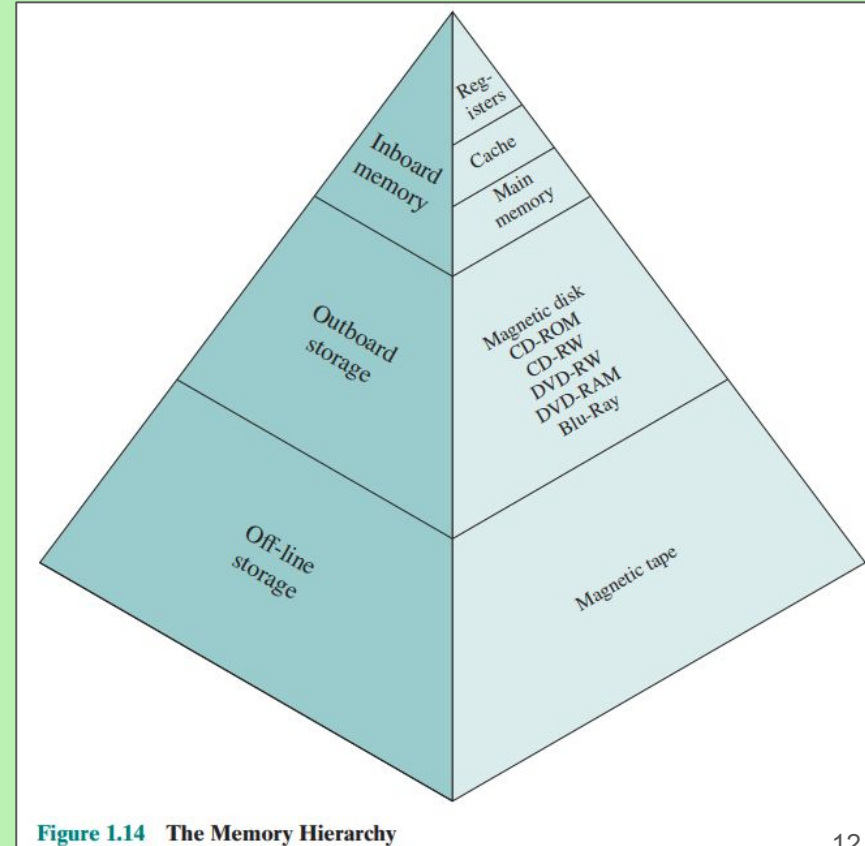 Reg-
isters
Cache
Main
memory
Inboard
memory
Magnetic disk
CD-ROM
CD-RW
DVD-RW
DVD-RAM
Blu-Ray
Outboard
storage
Magnetic tape
Off-line
storage
Figure 1.14 The Memory Hierarchy
12